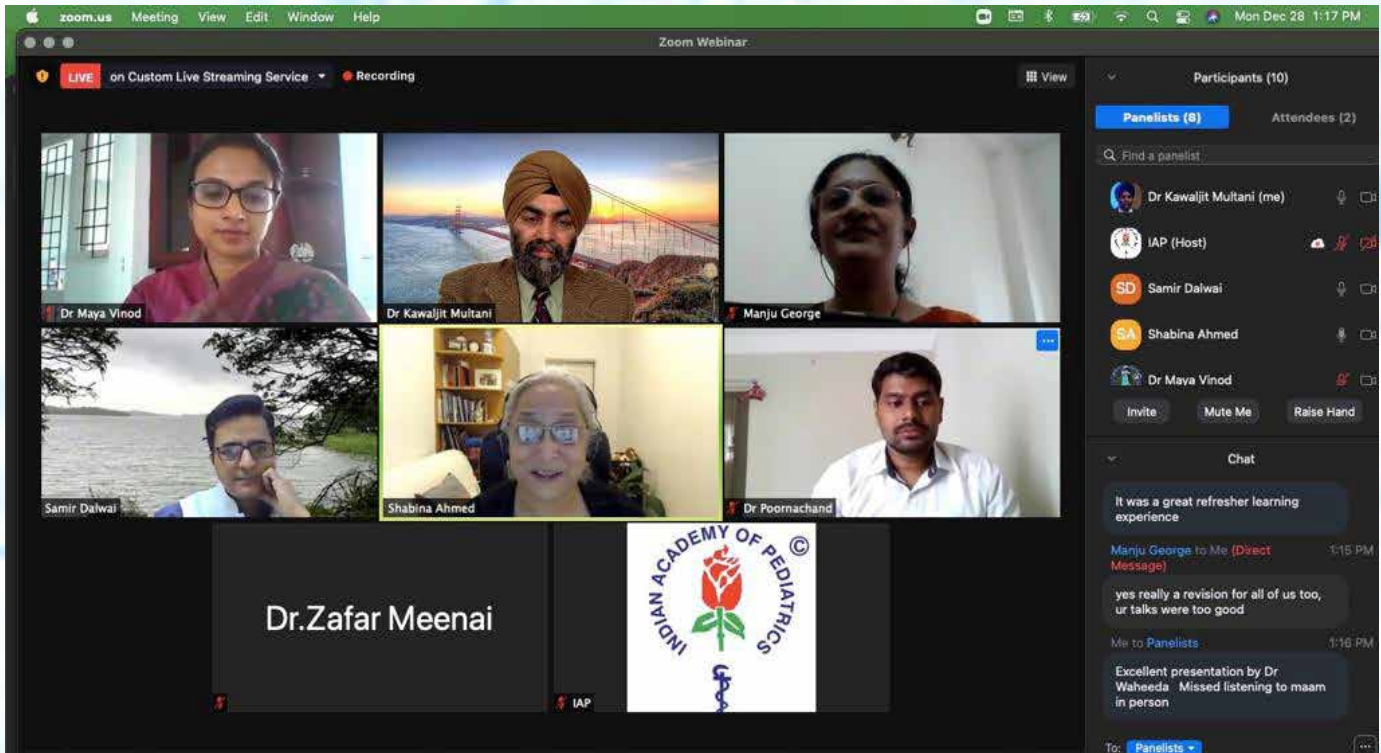 zoom.us Meeting View Edit Window Help Mon Dec 28 1:17 PM
Zoom Webinar
LIVE on Custom Live Streaming Service Recording View
Dr Maya Vinod
Dr Kawaljit Multani
Manju George
Samir Dalwai
Shabina Ahmed
Dr Poornachand
Dr.Zafar Meenai
INDIAN ACADEMY OF PEDIATRICS ©
IAP
Participants (10)
Panelists (8) Attendees (2)
Find a panelist
Dr Kawaljit Multani (me)
IAP (Host)
SD Samir Dalwai
SA Shabina Ahmed
Dr Maya Vinod
Invite Mute Me Raise Hand
Chat
It was a great refresher learning
experience
Manju George to Me (Direct 1:15 PM
Message)
yes really a revision for all of us too,
ur talks were too good
Me to Panelists 1:16 PM
Excellent presentation by Dr
Waheeda Missed listening to maam
in person
To: Panelists